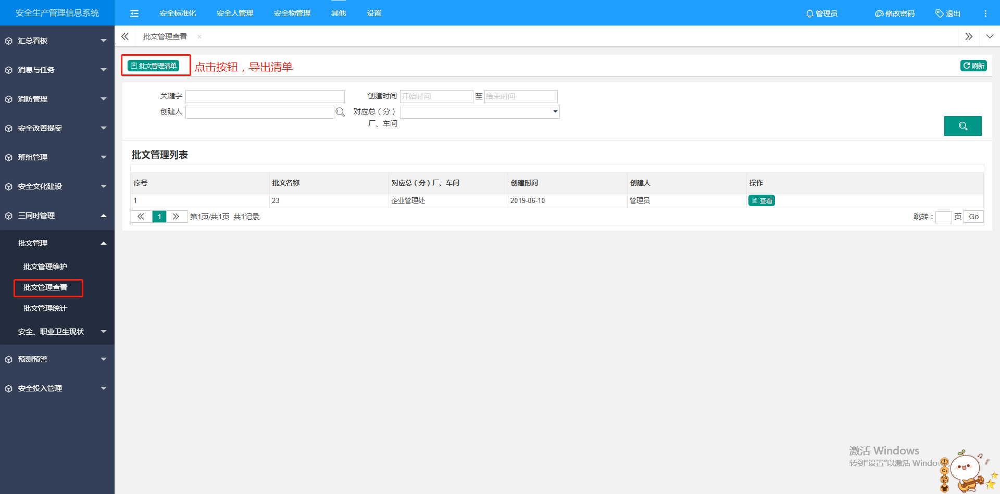 安全生产管理信息系统
安全标准化 安全人管理 安全物管理 其他 设置
管理员 修改密码 退出
批文管理查看
汇总看板
消息与任务
消防管理
安全改善提案
班组管理
安全文化建设
三同时管理
批文管理
批文管理维护
批文管理查看
批文管理统计
安全、职业卫生现状
预测预警
安全投入管理
批文管理清单 点击按钮，导出清单 刷新
关键字 创建时间 开始时间 至 结束时间
创建人 对应总（分）
厂、车间
批文管理列表
序号 批文名称 对应总（分）厂、车间 创建时间 创建人 操作
1 23 企业管理处 2019-06-10 管理员 查看
1 第1页/共1页 共1记录 跳转： 页 Go
激活 Windows
转到"设置"以激活 Windo
中
简